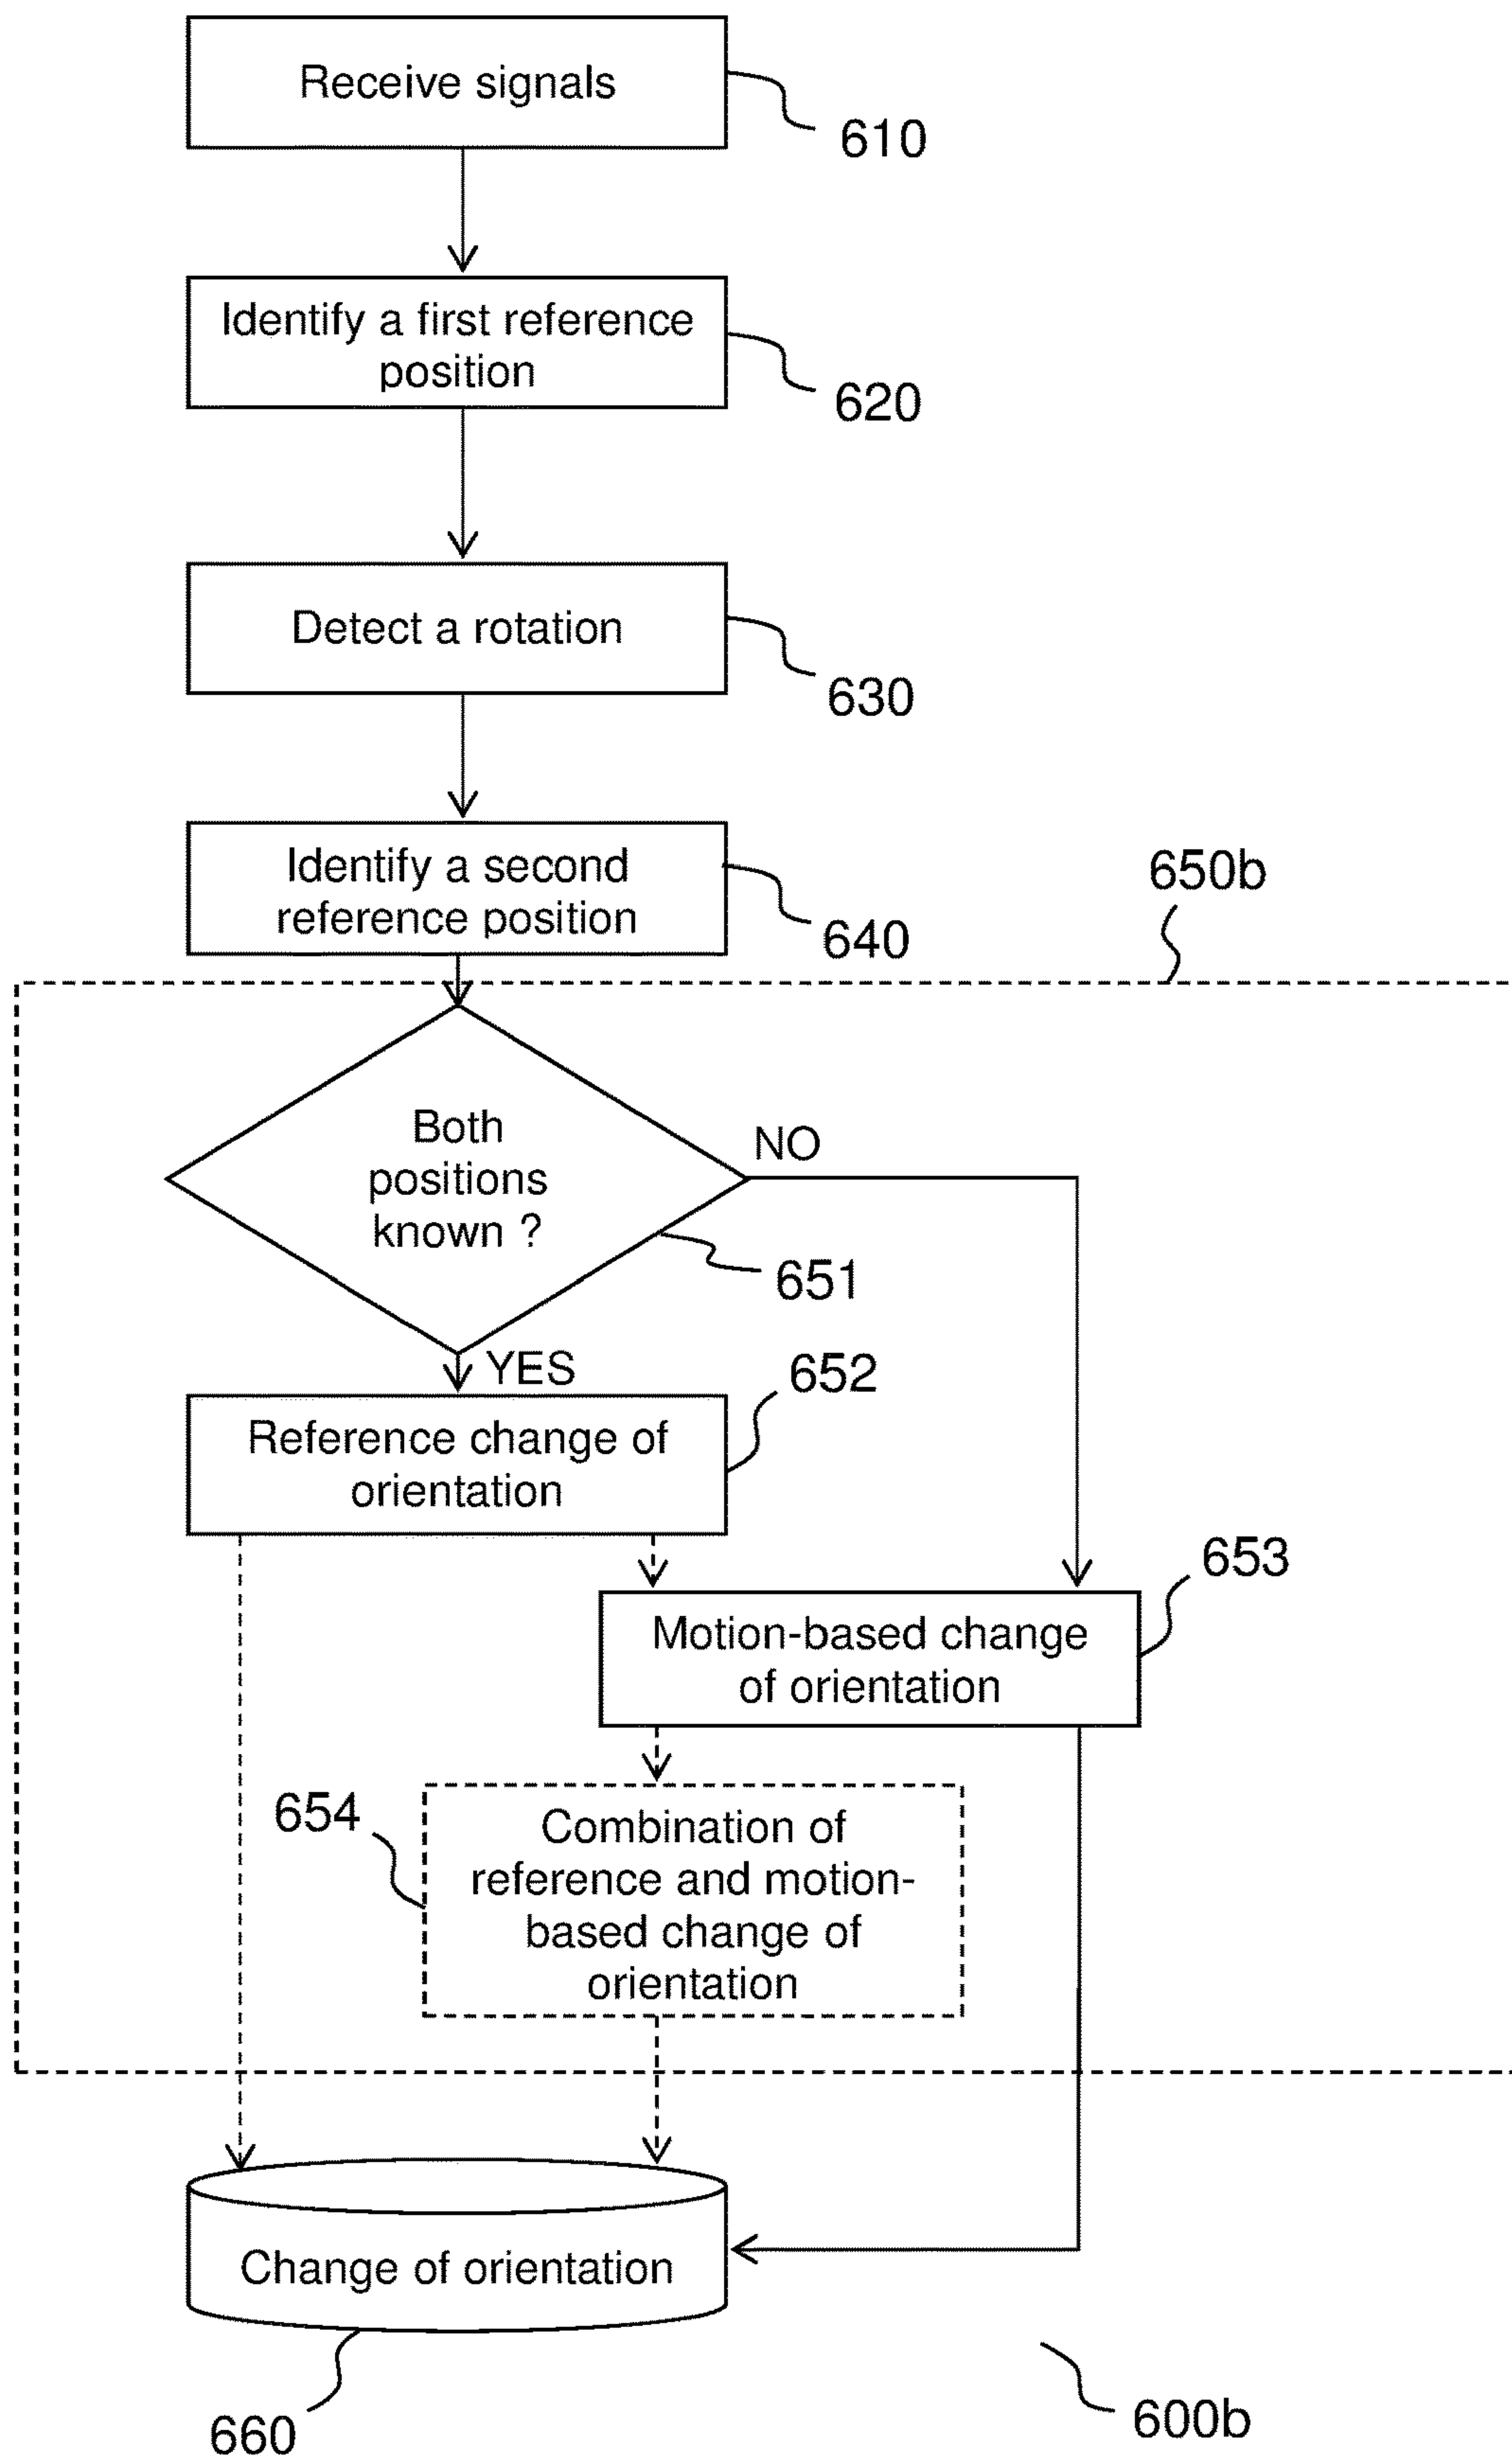 Receive signals
610
Identify a first reference
position
620
Detect a rotation
630
Identify a second
reference position
640
650b
Both
positions
known ?
NO
651
YES
652
Reference change of
orientation
653
Motion-based change
of orientation
654
Combination of
reference and motion-
based change of
orientation
Change of orientation
660
600b